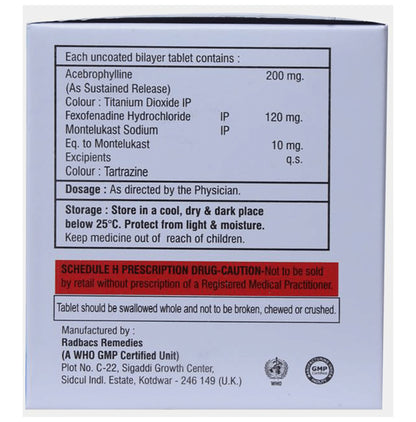 Each uncoated bilayer tablet contains :
Acebrophylline 200 mg.
(As Sustained Release)
Colour : Titanium Dioxide IP
Fexofenadine Hydrochloride IP 120 mg.
Montelukast Sodium IP
Eq. to Montelukast 10 mg.
Excipients q.s.
Colour : Tartrazine
Dosage : As directed by the Physician.
Storage : Store in a cool, dry & dark place
below 25°C. Protect from light & moisture.
Keep medicine out of reach of children.
SCHEDULE H PRESCRIPTION DRUG-CAUTION-Not to be sold
by retail without prescription of a Registered Medical Practitioner.
Tablet should be swallowed whole and not to be broken, chewed or crushed.
Manufactured by
Radbacs Remedies
(A WHO GMP Certified Unit)
Plot No. C-22, Sigaddi Growth Center,
Sidcul Indl. Estate, Kotdwar - 246 149 (U.K.)
WHO
GMP